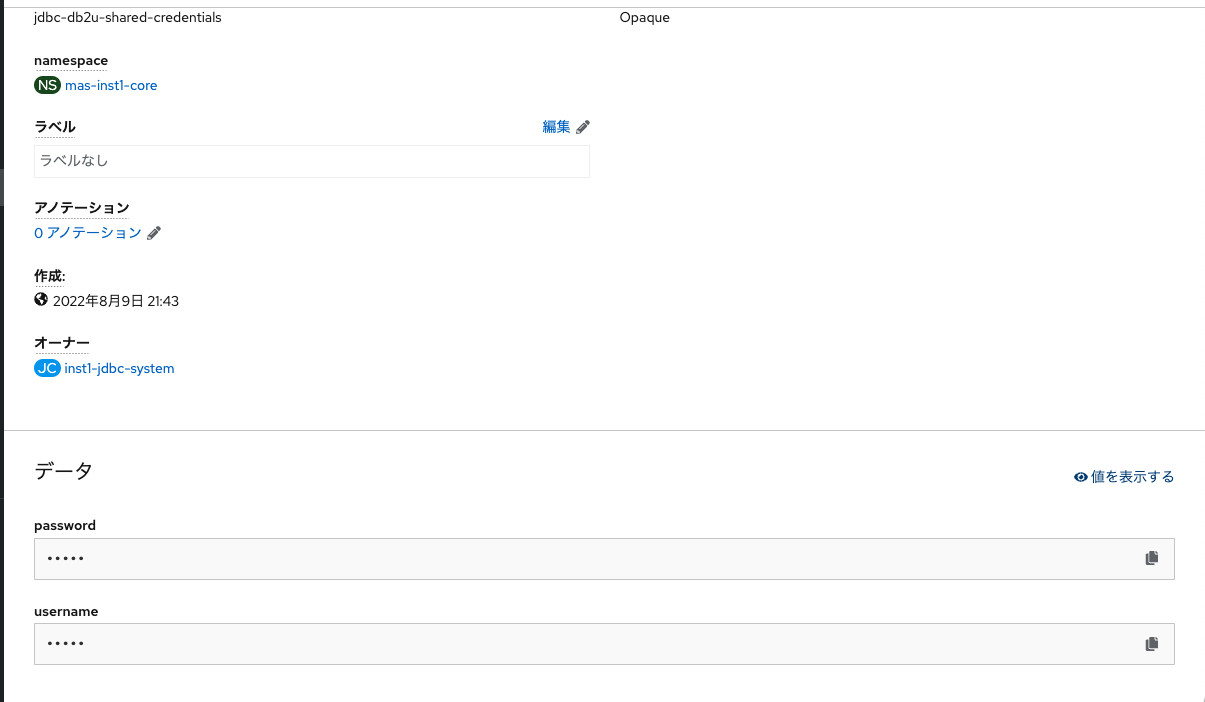 jdbc-db2u-shared-credentials
Opaque
namespace
NS mas-inst1-core
ラベル
編集
ラベルなし
アノテーション
0 アノテーション
作成:
2022年8月9日 21:43
オーナー
JC inst1-jdbc-system
データ
値を表示する
password
•••••
username
•••••